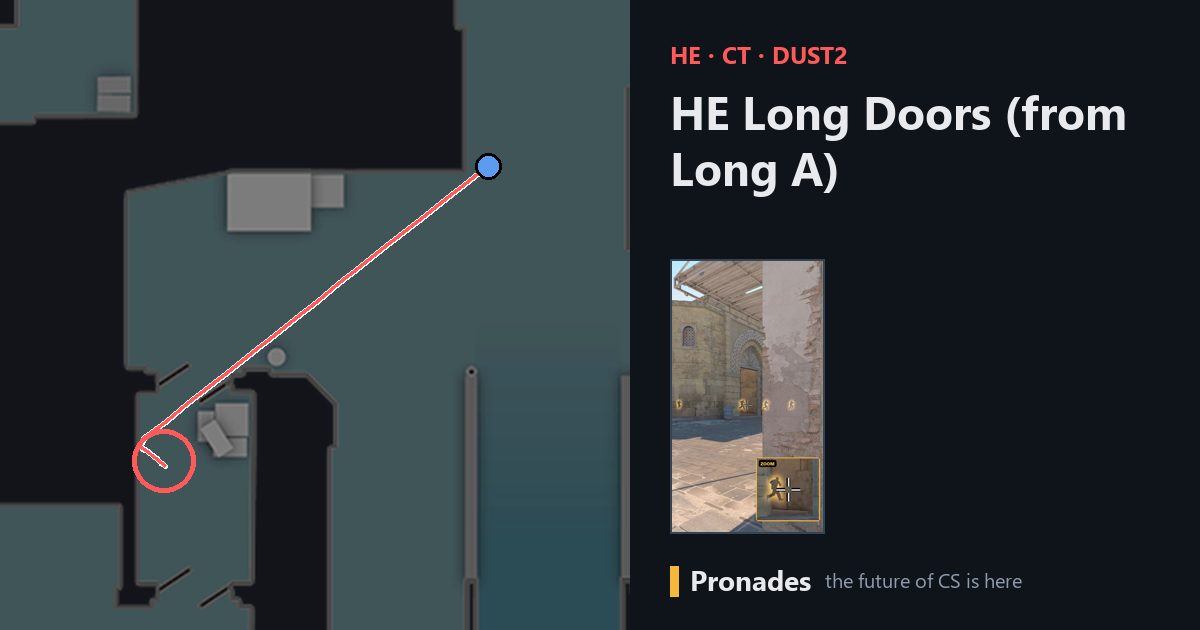 HE · CT · DUST2
HE Long Doors (from
Long A)
ZOOM
Pronades the future of CS is here